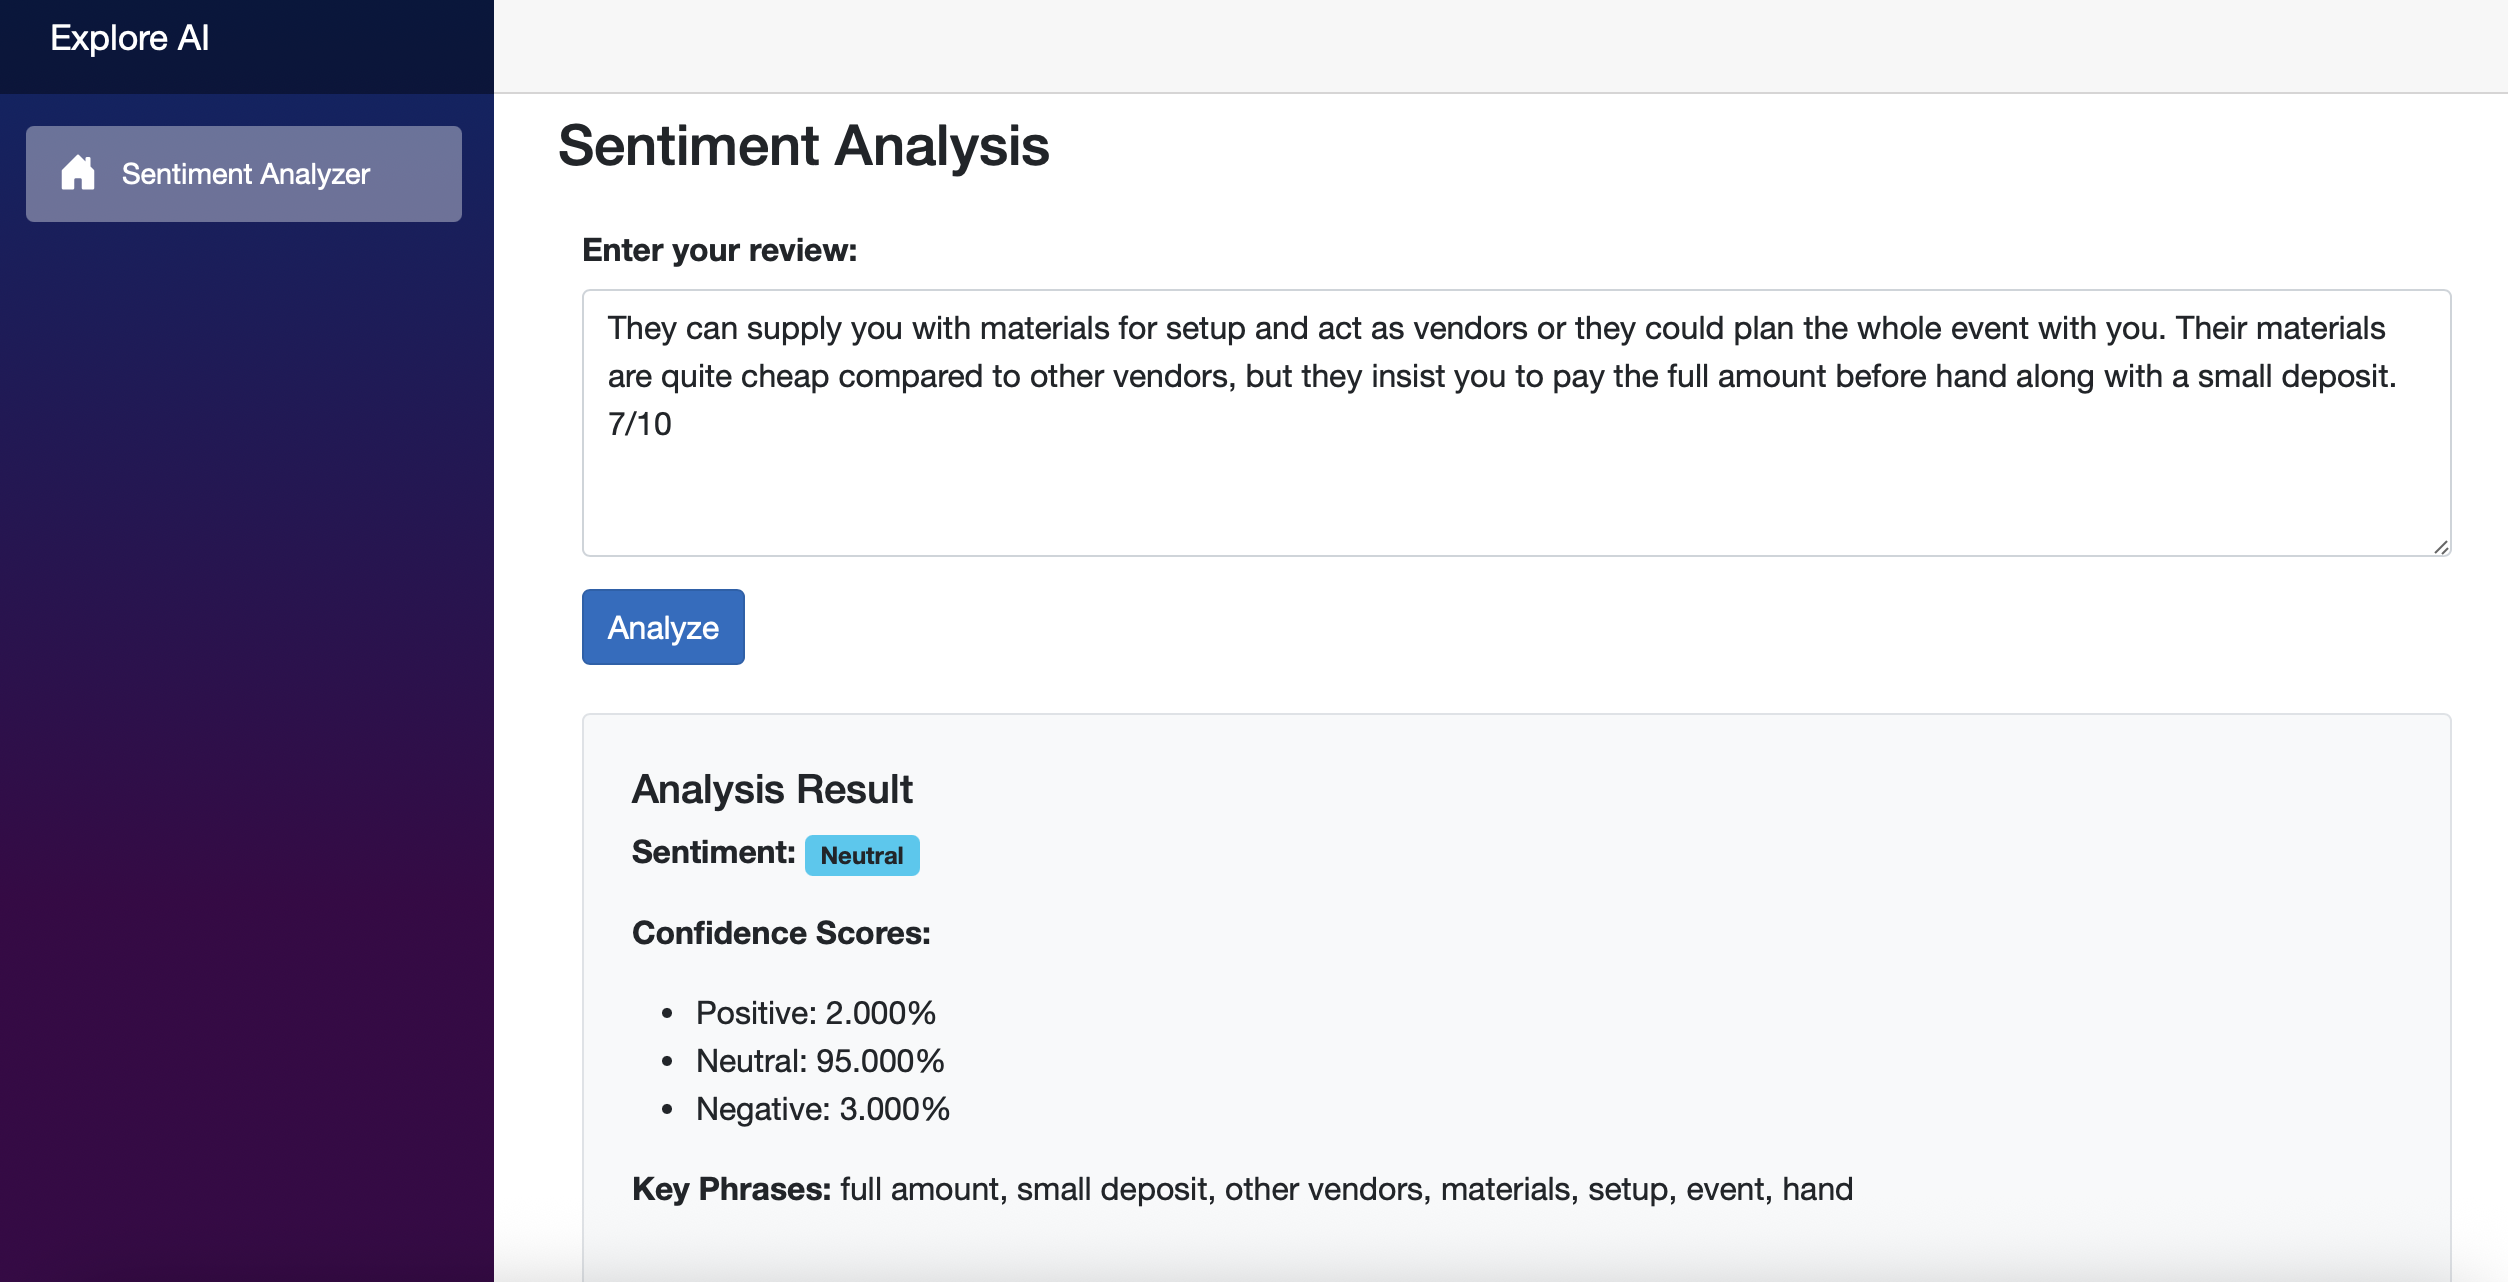 Explore AI
Sentiment Analyzer
Sentiment Analysis
Enter your review:
They can supply you with materials for setup and act as vendors or they could plan the whole event with you. Their materials
are quite cheap compared to other vendors, but they insist you to pay the full amount before hand along with a small deposit.
7/10
Analyze
Analysis Result
Sentiment: Neutral
Confidence Scores:
Positive: 2.000%
Neutral: 95.000%
Negative: 3.000%
Key Phrases: full amount, small deposit, other vendors, materials, setup, event, hand